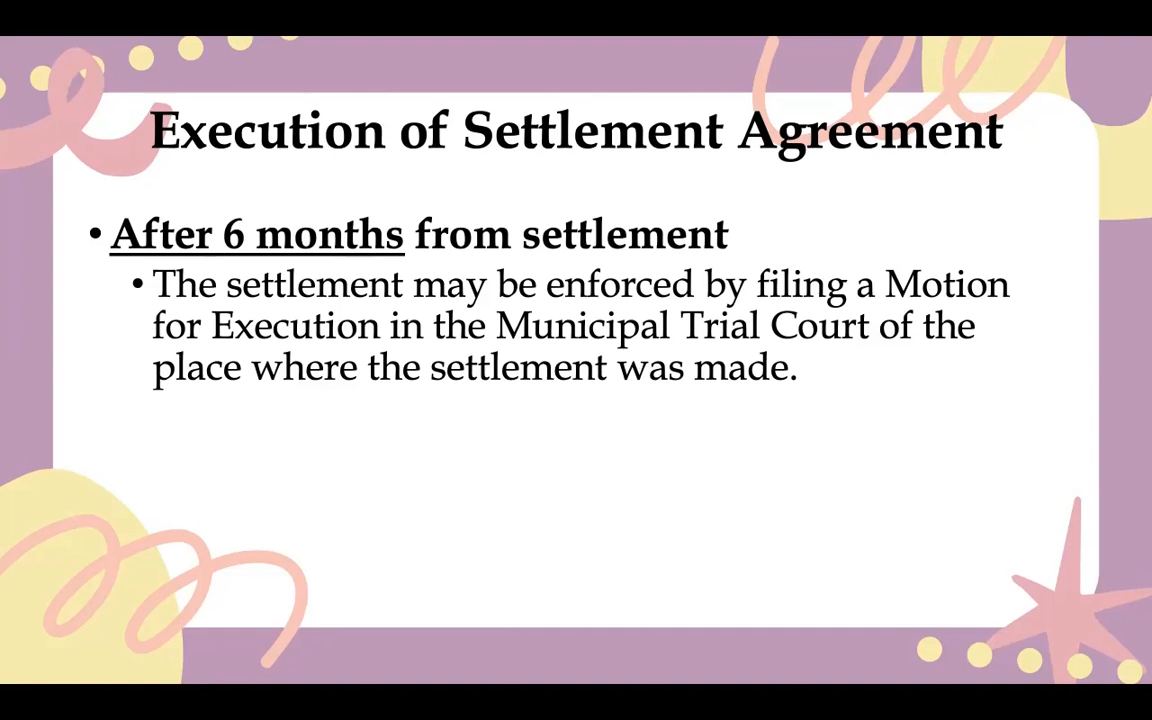 Execution of Settlement Agreement
• After 6 months from settlement
• The settlement may be enforced by filing a Motion
for Execution in the Municipal Trial Court of the
place where the settlement was made.